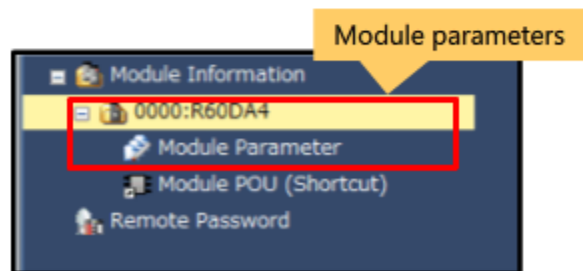 Module parameters
Module Information
0000:R60DA4
Module Parameter
Module POU (Shortcut)
Remote Password